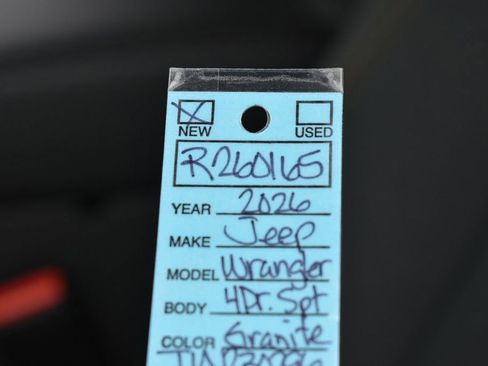 NEW USED
R260165
YEAR 2026
MAKE Jeep
MODEL Wrangler
BODY 4Dr. Spt
COLOR Granite